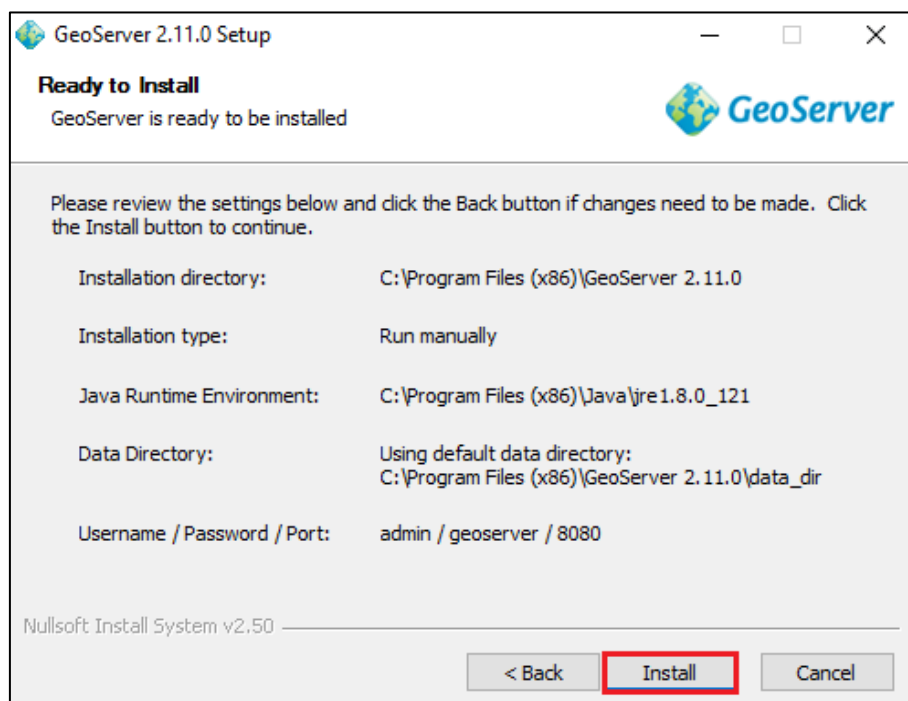 GeoServer 2.11.0 Setup
Ready to Install
GeoServer is ready to be installed
GeoServer
Please review the settings below and click the Back button if changes need to be made. Click
the Install button to continue.
Installation directory: C:\Program Files (x86)\GeoServer 2.11.0
Installation type: Run manually
Java Runtime Environment: C:\Program Files (x86)\Java\jre1.8.0_121
Data Directory: Using default data directory:
C:\Program Files (x86)\GeoServer 2.11.0\data_dir
Username / Password / Port: admin / geoserver / 8080
Nullsoft Install System v2.50
< Back Install Cancel